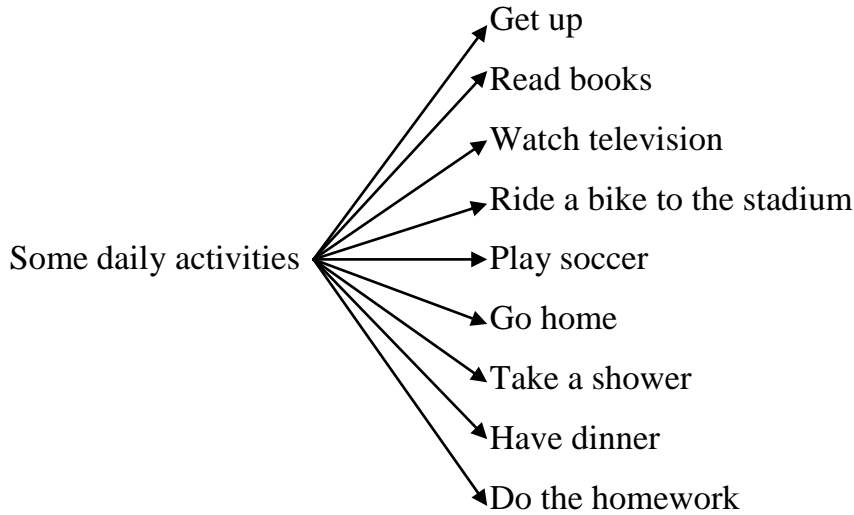 Get up
Read books
Watch television
Ride a bike to the stadium
Some daily activities
Play soccer
Go home
Take a shower
Have dinner
Do the homework